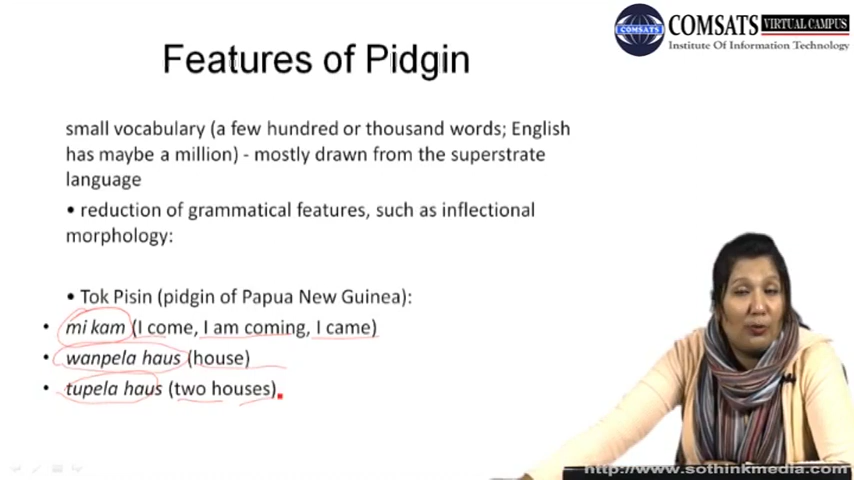 COMSATS VIRTUAL CAMPUS
COMSATS
Institute Of Information Technology
Features of Pidgin
small vocabulary (a few hundred or thousand words; English
has maybe a million) - mostly drawn from the superstrate
language
• reduction of grammatical features, such as inflectional
morphology:
• Tok Pisin (pidgin of Papua New Guinea):
• mi kam (I come, I am coming, I came)
• wanpela haus (house)
• tupela haus (two houses)
http://www.sothinkmedia.com